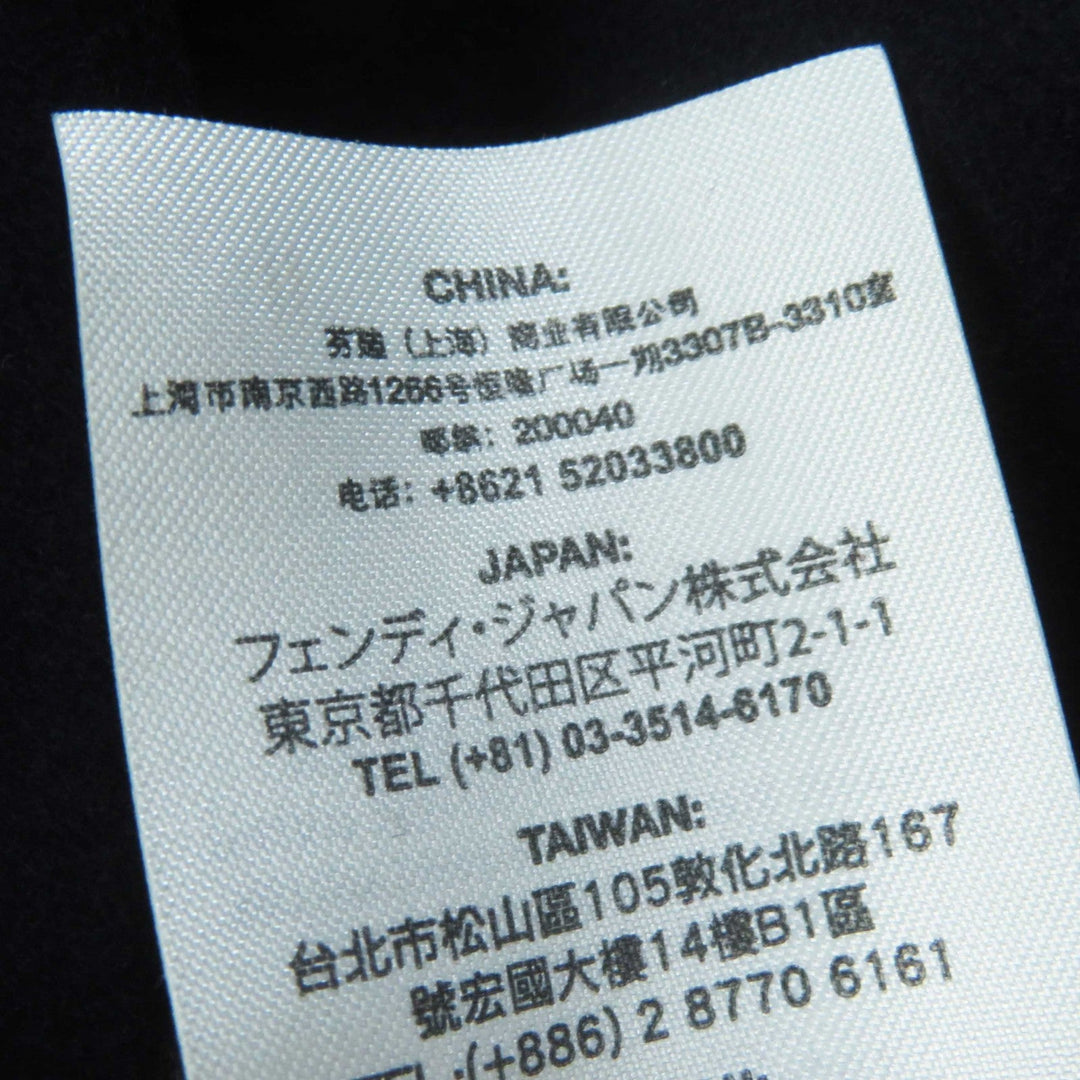 CHINA:
芬迪（上海）商业有限公司
上海市南京西路1266号恒隆广场一期3307B-3310室
邮编：200040
电话：+8621 52033800
JAPAN:
フェンディ・ジャパン株式会社
東京都千代田区平河町2-1-1
TEL (+81) 03-3514-6170
TAIWAN:
台北市松山區105敦化北路167
號宏國大樓14樓B1區
TEL:(+886) 2 8770 6161